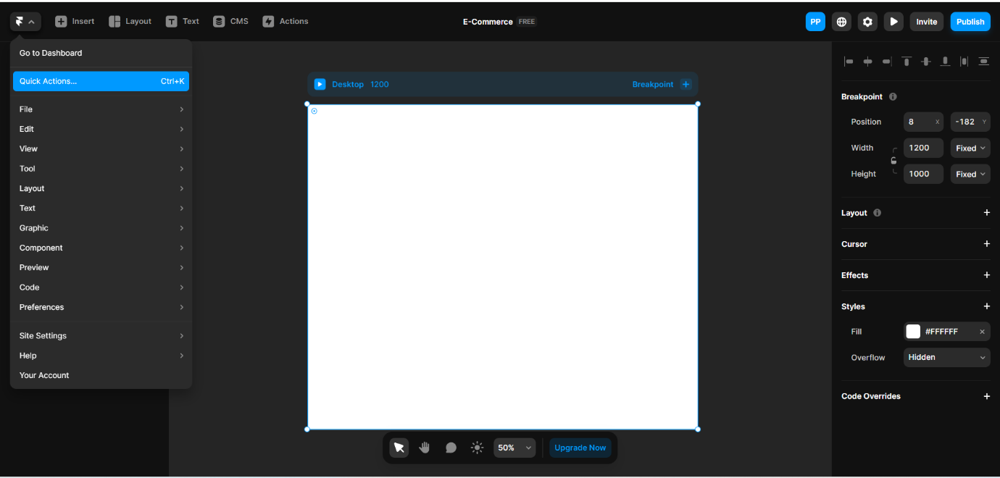 Insert Layout Text CMS Actions E-Commerce FREE PP Invite Publish
Go to Dashboard
Quick Actions... Ctrl+K
File
Edit
View
Tool
Layout
Text
Graphic
Component
Preview
Code
Preferences
Site Settings
Help
Your Account
Desktop 1200 Breakpoint +
50% Upgrade Now
Breakpoint
Position 8 X -182 Y
Width 1200 Fixed
Height 1000 Fixed
Layout +
Cursor +
Effects +
Styles +
Fill #FFFFFF ×
Overflow Hidden
Code Overrides +